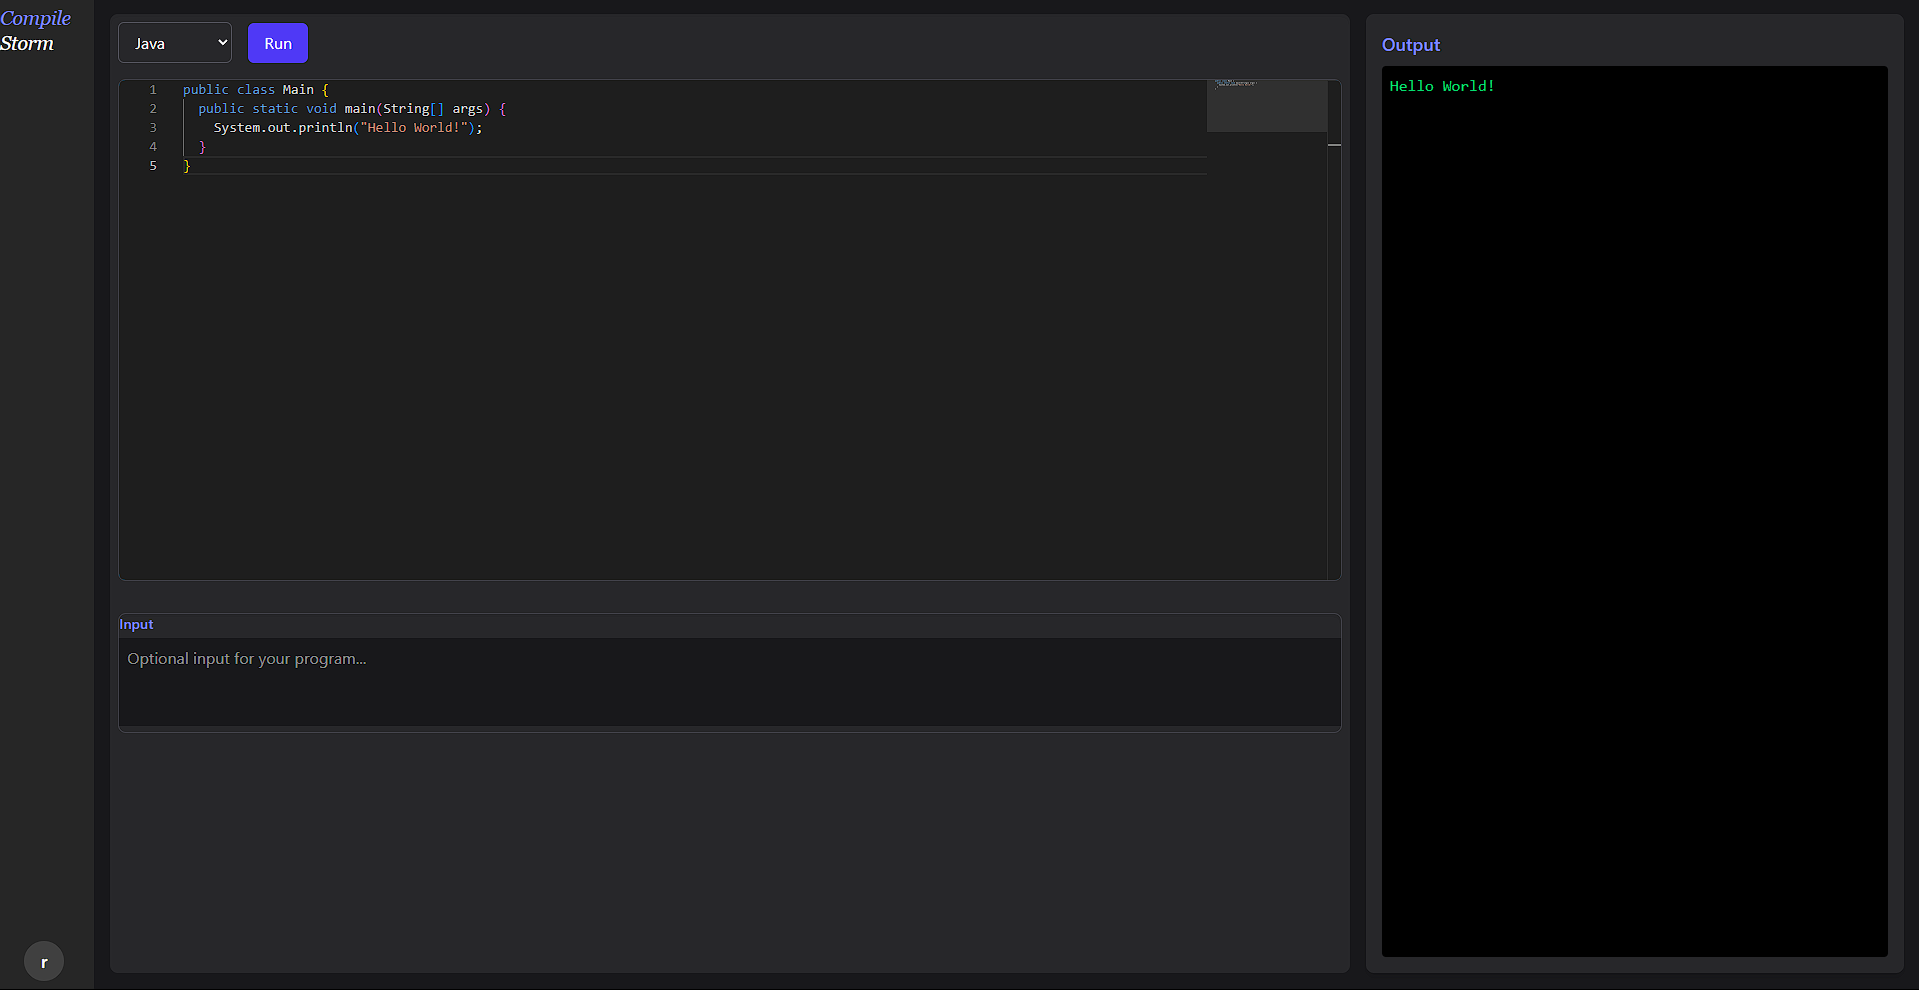 Compile
Storm
Java
Run
1 public class Main {
2 public static void main(String[] args) {
3 System.out.println("Hello World!");
4 }
5 }
Input
Optional input for your program...
Output
Hello World!
r